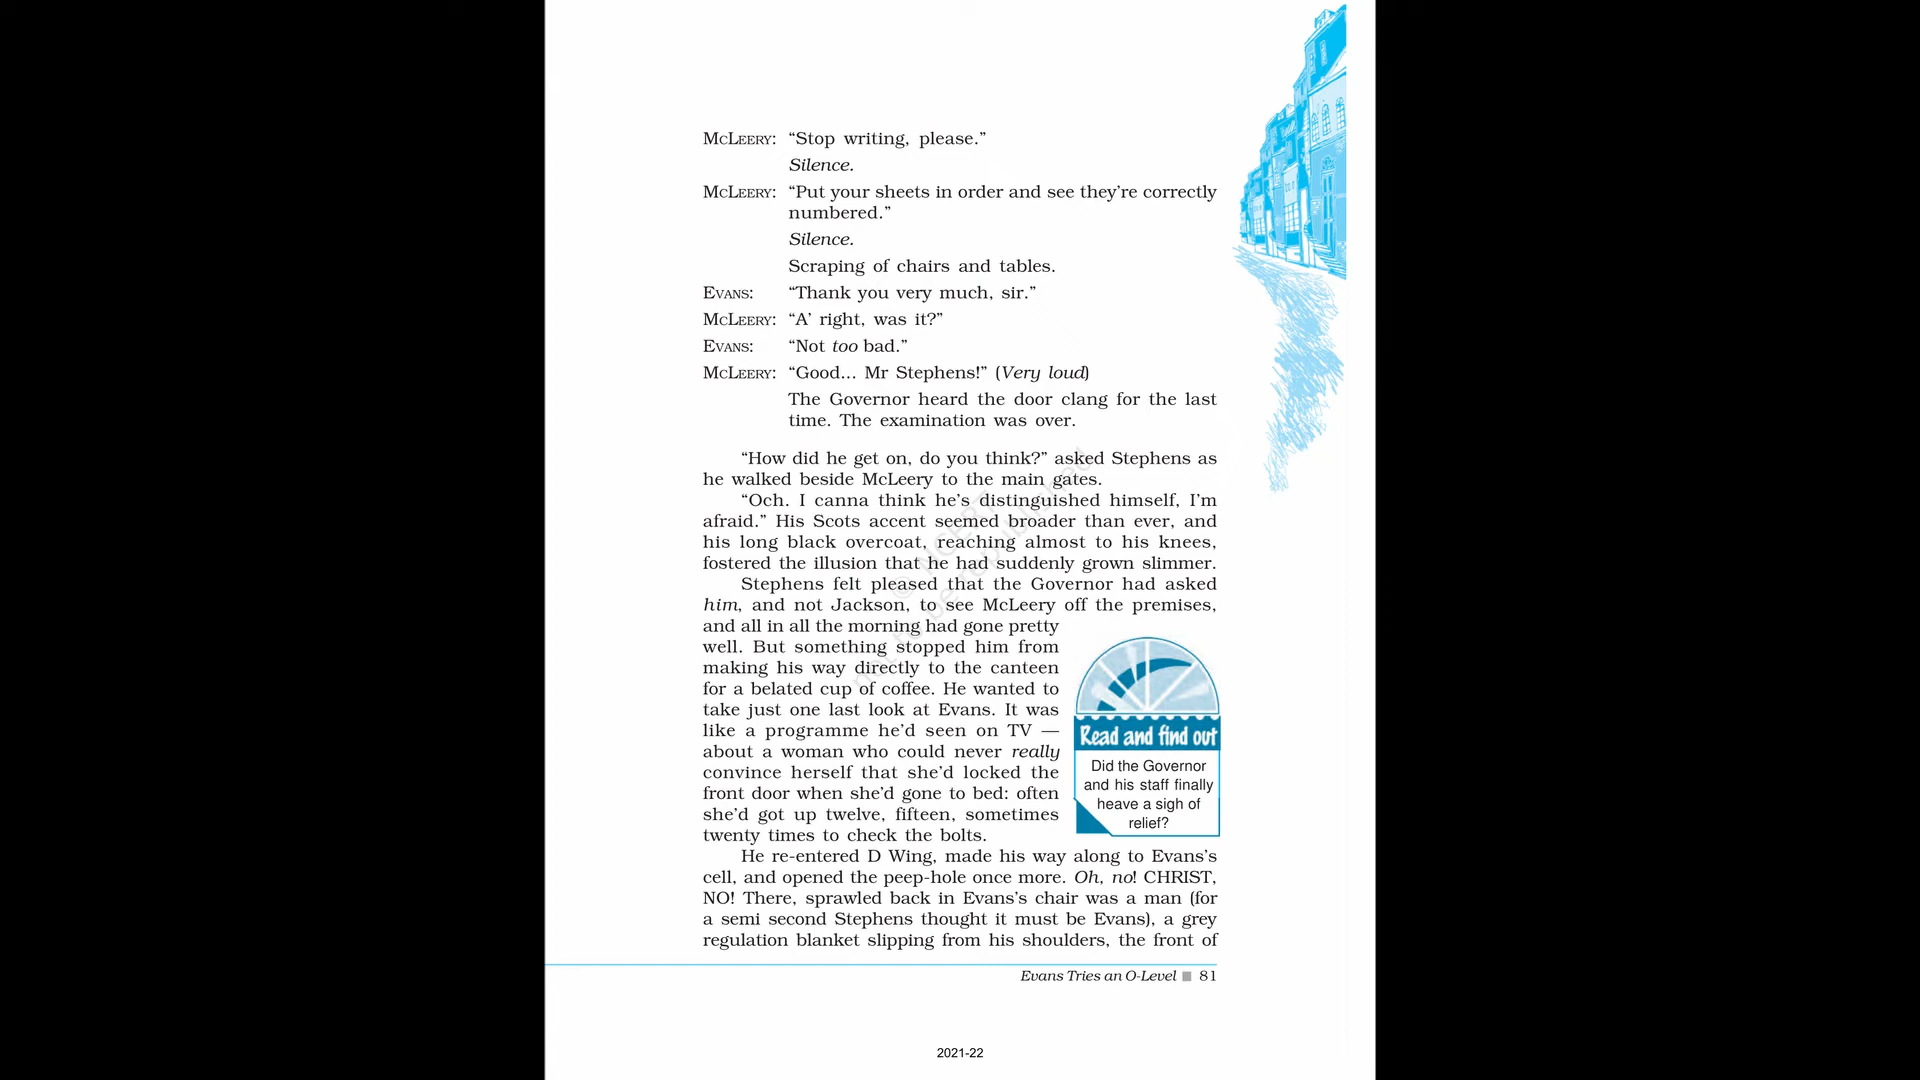 McLeery: “Stop writing, please.”
Silence.
McLeery: “Put your sheets in order and see they’re correctly
numbered.”
Silence.
Scraping of chairs and tables.
Evans: “Thank you very much, sir.”
McLeery: “A’ right, was it?”
Evans: “Not too bad.”
McLeery: “Good... Mr Stephens!” (Very loud)
The Governor heard the door clang for the last
time. The examination was over.
“How did he get on, do you think?” asked Stephens as
he walked beside McLeery to the main gates.
“Och. I canna think he’s distinguished himself, I’m
afraid.” His Scots accent seemed broader than ever, and
his long black overcoat, reaching almost to his knees,
fostered the illusion that he had suddenly grown slimmer.
Stephens felt pleased that the Governor had asked
him, and not Jackson, to see McLeery off the premises,
and all in all the morning had gone pretty
well. But something stopped him from
making his way directly to the canteen
for a belated cup of coffee. He wanted to
take just one last look at Evans. It was
like a programme he’d seen on TV —
about a woman who could never really
convince herself that she’d locked the
front door when she’d gone to bed: often
she’d got up twelve, fifteen, sometimes
twenty times to check the bolts.
Read and find out
Did the Governor
and his staff finally
heave a sigh of
relief?
He re-entered D Wing, made his way along to Evans’s
cell, and opened the peep-hole once more. Oh, no! CHRIST,
NO! There, sprawled back in Evans’s chair was a man (for
a semi second Stephens thought it must be Evans), a grey
regulation blanket slipping from his shoulders, the front of
Evans Tries an O-Level ■ 81
2021-22
© NCERT
not to be republished